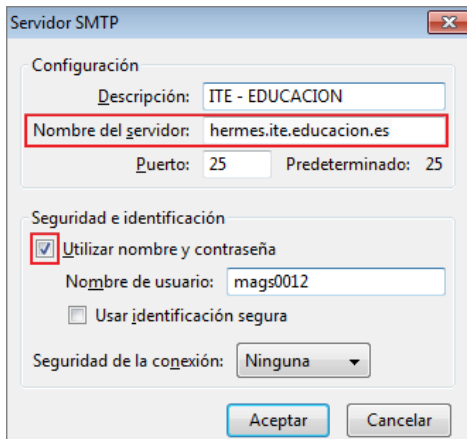 Servidor SMTP
Configuración
Descripción: ITE - EDUCACION
Nombre del servidor: hermes.ite.educacion.es
Puerto: 25 Predeterminado: 25
Seguridad e identificación
Utilizar nombre y contraseña
Nombre de usuario: mags0012
Usar identificación segura
Seguridad de la conexión: Ninguna
Aceptar Cancelar